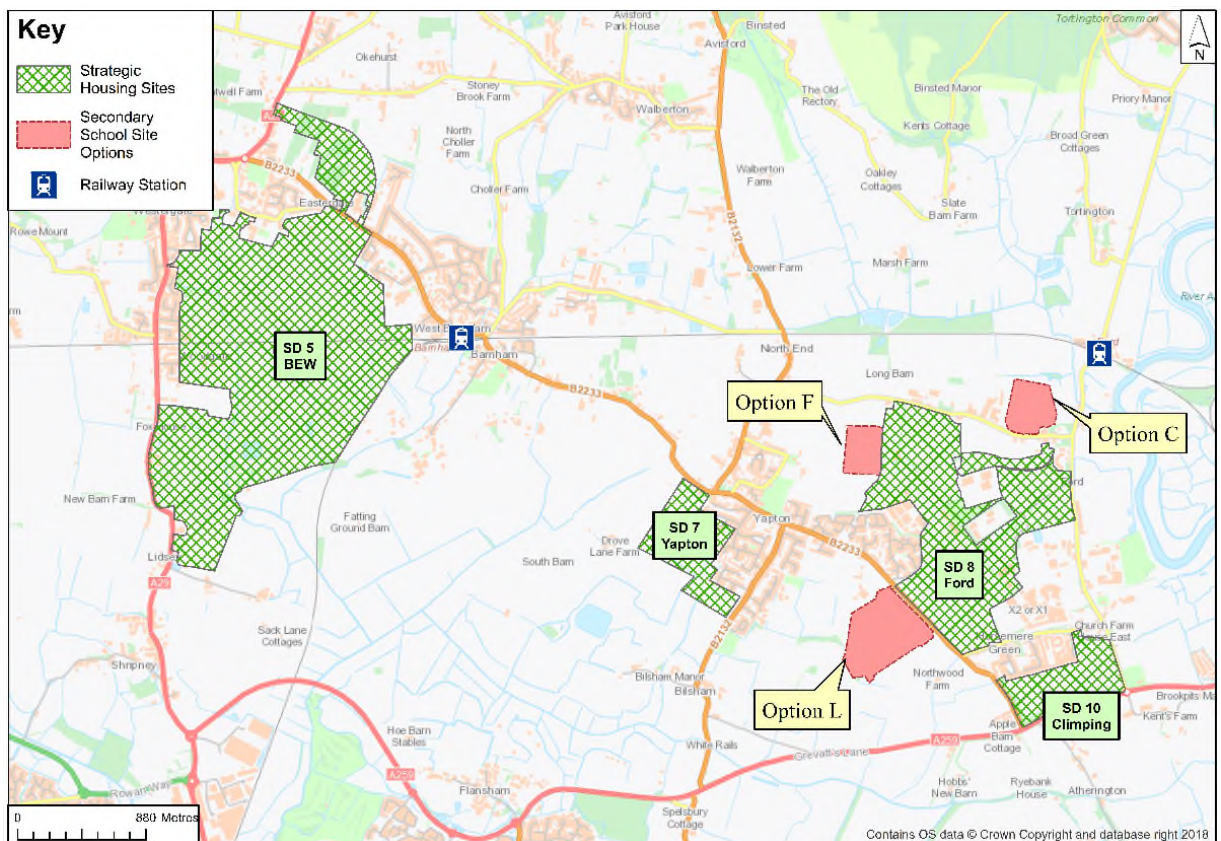 Key
Strategic
Housing Sites
Secondary
School Site
Options
Railway Station
Avisford
Park House
Binsted
Avisford
Tortington Common
N
Okehurst
Stoney
Brook Farm
Walberton
The Old
Rectory
Binsted Manor
Priory Manor
Kents Cottage
North
Choller
Farm
Broad Green
Cottages
B2233
Choller Farm
Walberton
Farm
Oakley
Cottages
Slate
Barn Farm
Eastergate
Westergate
Tortington
Rowe Mount
B2132
Lower Farm
Marsh Farm
SD 5
BEW
Barnham
Barnham
North End
Long Barn
B2233
Option F
Option C
New Barn Farm
Fatting
Ground Barn
Drove
Lane Farm
SD 7
Yapton
Yapton
B2233
South Barn
SD 8
Ford
A29
Sack Lane
Cottages
X2 or X1
Church Farm
B2132
Shripney
Bilsham Manor
Bilsham
Northwood
Farm
Option L
SD 10
Climping
Kent's Farm
Hoe Barn
Stables
White Rails
Grevatt's Lane
A259
Apple
Barn
Cottage
A259
Flansham
Hobbs'
New Barn
Ryebank
House
Atherington
Rowan Way
Spelsbury
Cottage
0
880 Metres
Contains OS data © Crown Copyright and database right 2018